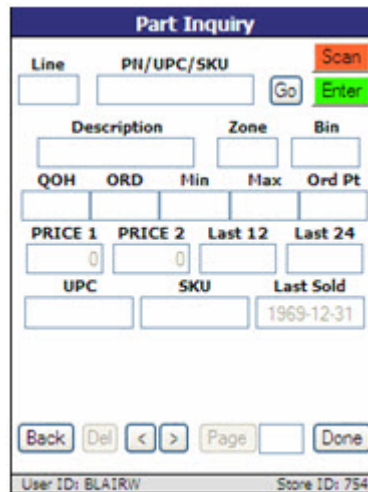 Part Inquiry
Line PN/UPC/SKU Scan
Go Enter
Description Zone Bin
QOH ORD Min Max Ord Pt
PRICE 1 PRICE 2 Last 12 Last 24
0 0
UPC SKU Last Sold
1969-12-31
Back Del < > Page Done
User ID: BLAIRW Store ID: 754